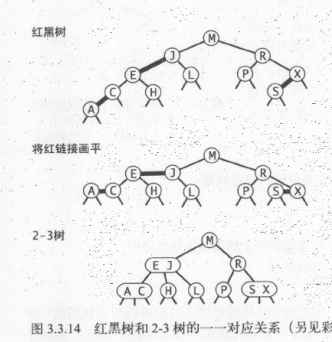 红黑树
M
J R
E L P X
C H S
A
将红链接画平
M
E J R
A C H L P S X
2-3树
M
E J R
A C H L P S X
图 3.3.14 红黑树和 2-3 树的一一对应关系（另见彩